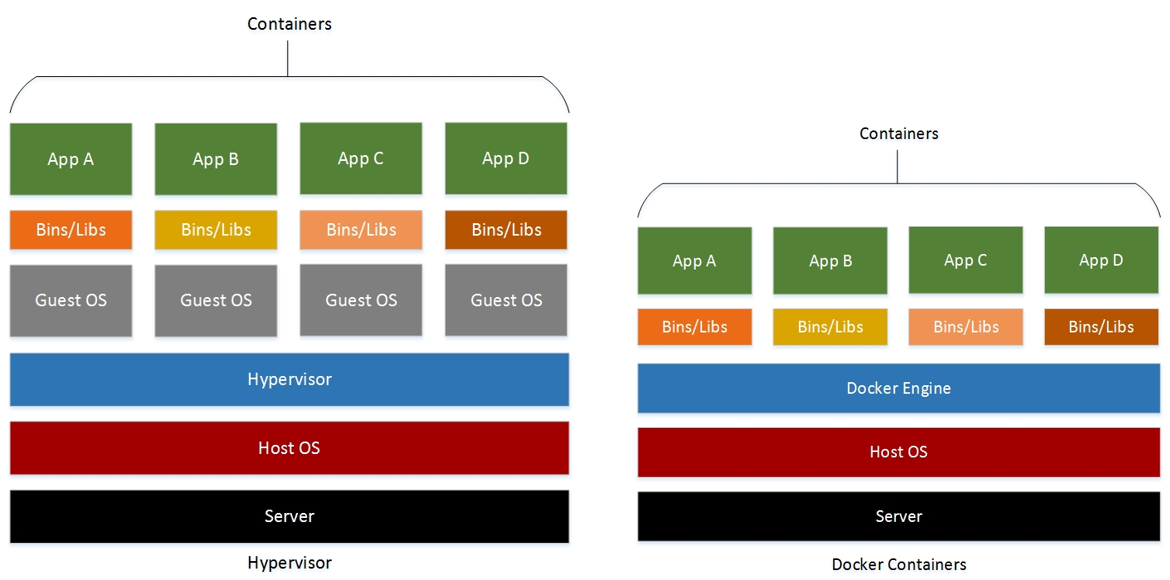 Containers
App A
App B
App C
App D
Bins/Libs
Bins/Libs
Bins/Libs
Bins/Libs
Guest OS
Guest OS
Guest OS
Guest OS
Hypervisor
Host OS
Server
Hypervisor
Containers
App A
App B
App C
App D
Bins/Libs
Bins/Libs
Bins/Libs
Bins/Libs
Docker Engine
Host OS
Server
Docker Containers